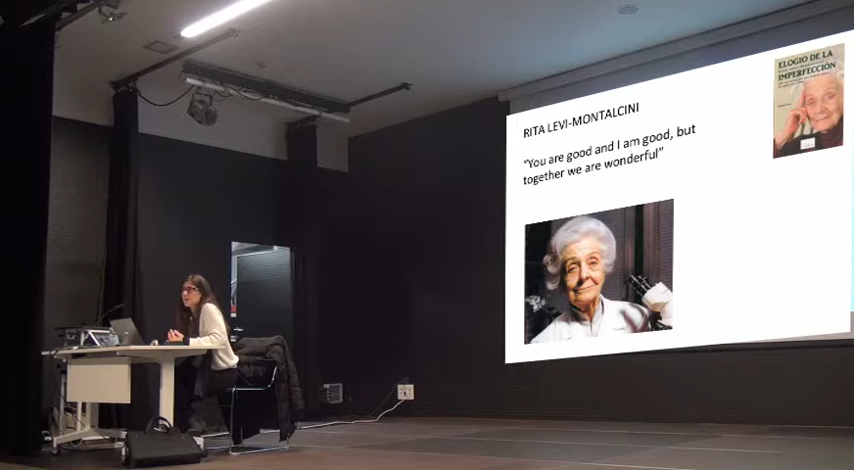 RITA LEVI-MONTALCINI
“You are good and I am good, but
together we are wonderful”
ELOGIO DE LA
IMPERFECCIÓN